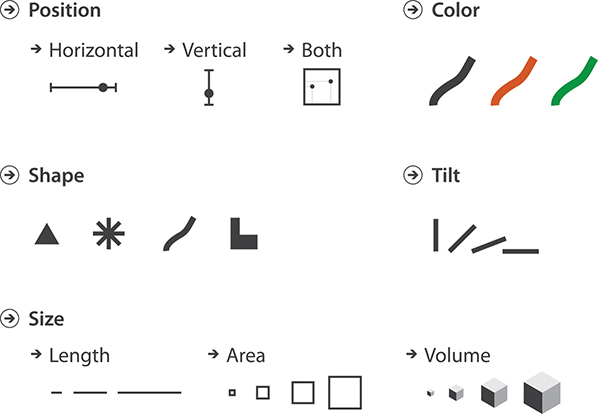 Position
Horizontal
Vertical
Both
Color
Shape
Tilt
Size
Length
Area
Volume